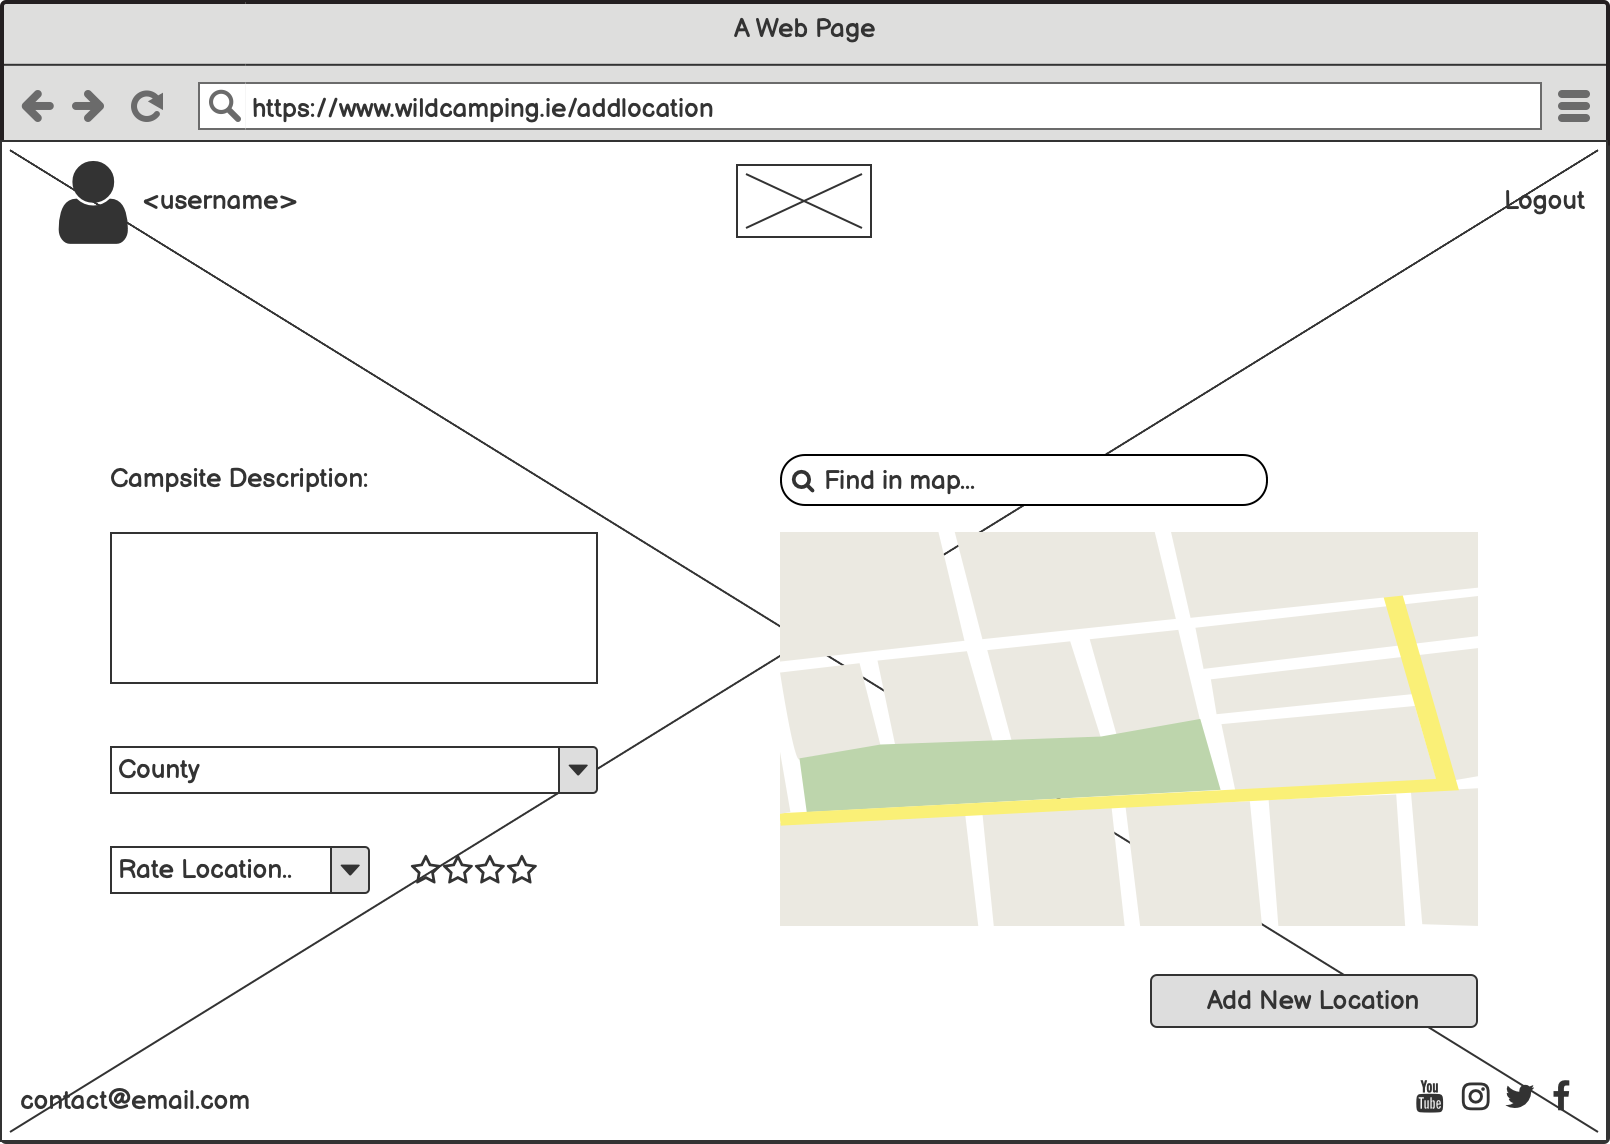 A Web Page
https://www.wildcamping.ie/addlocation
<username>
Logout
Campsite Description:
Find in map...
County
Rate Location..
Add New Location
contact@email.com
You
Tube